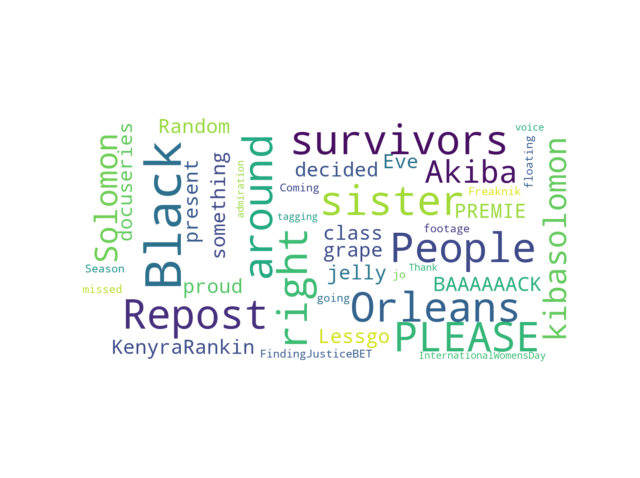 voice
Random
survivors
Solomon
docuseries
Black
present
something
admiration
around
decided
Eve
Akiba
floating
Coming
sister
Freaknik
PREMIE
kibasolomon
tagging
right
class
footage
grape
People
Season
jelly
jo
Thank
missed
proud
BAAAAAACK
going
Orleans
Repost
Lessgo
PLEASE
KenyraRankin
FindingJusticeBET
InternationalWomensDay